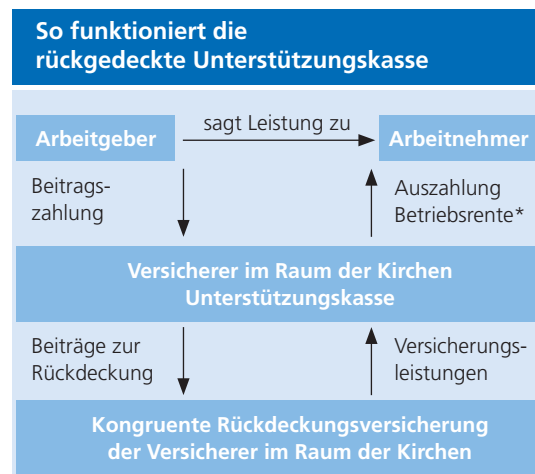 So funktioniert die
rückgedeckte Unterstützungskasse
Arbeitgeber
sagt Leistung zu
Arbeitnehmer
Beitrags-
zahlung
Auszahlung
Betriebsrente*
Versicherer im Raum der Kirchen
Unterstützungskasse
Beiträge zur
Rückdeckung
Versicherungs-
leistungen
Kongruente Rückdeckungsversicherung
der Versicherer im Raum der Kirchen